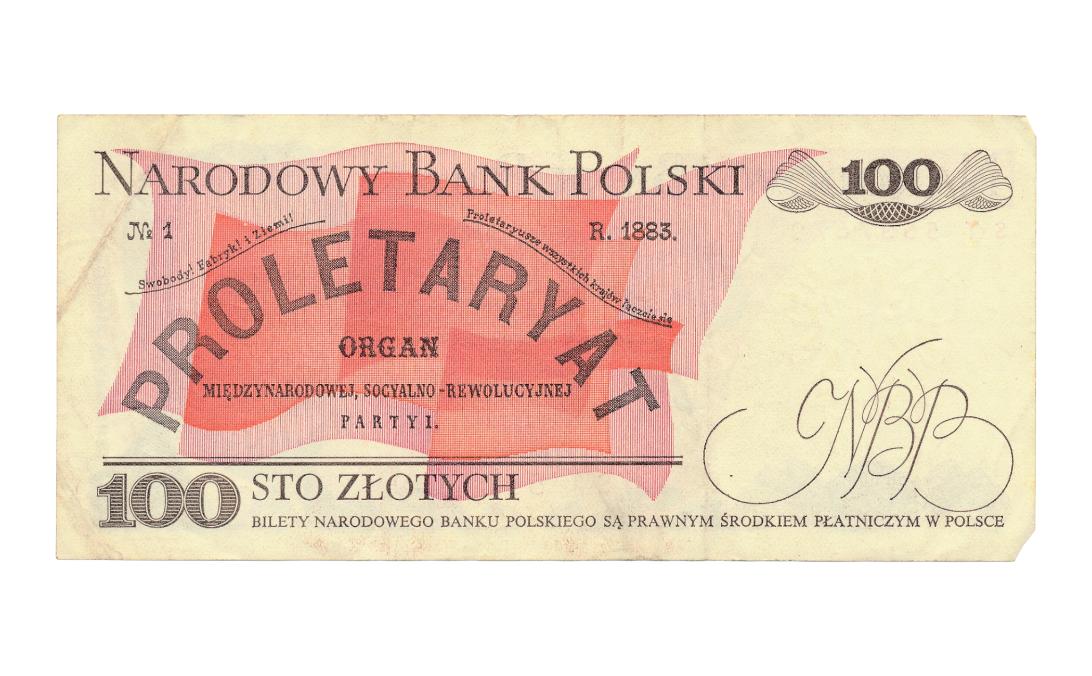 NARODOWY BANK POLSKI
100
№ 1
R. 1883.
Swobody! Fabryk! i Ziemi!
Proletaryusze wszystkich krajów łączcie się
PROLETARYAT
ORGAN
MIĘDZYNARODOWEJ, SOCYALNO-REWOLUCYJNEJ
PARTYI.
NBP
100 STO ZŁOTYCH
BILETY NARODOWEGO BANKU POLSKIEGO SĄ PRAWNYM ŚRODKIEM PŁATNICZYM W POLSCE